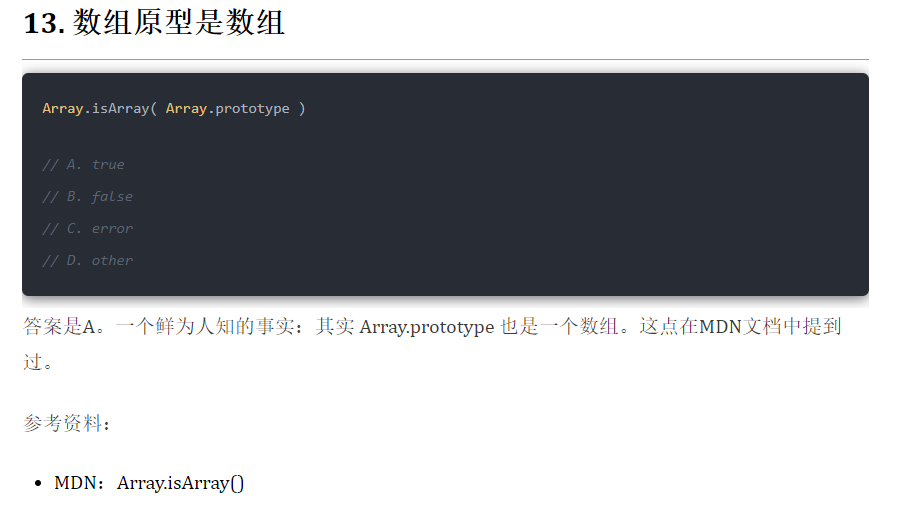 13. 数组原型是数组
Array.isArray( Array.prototype )
// A. true
// B. false
// C. error
// D. other
答案是A。一个鲜为人知的事实：其实 Array.prototype 也是一个数组。这点在MDN文档中提到
过。
参考资料：
• MDN：Array.isArray()